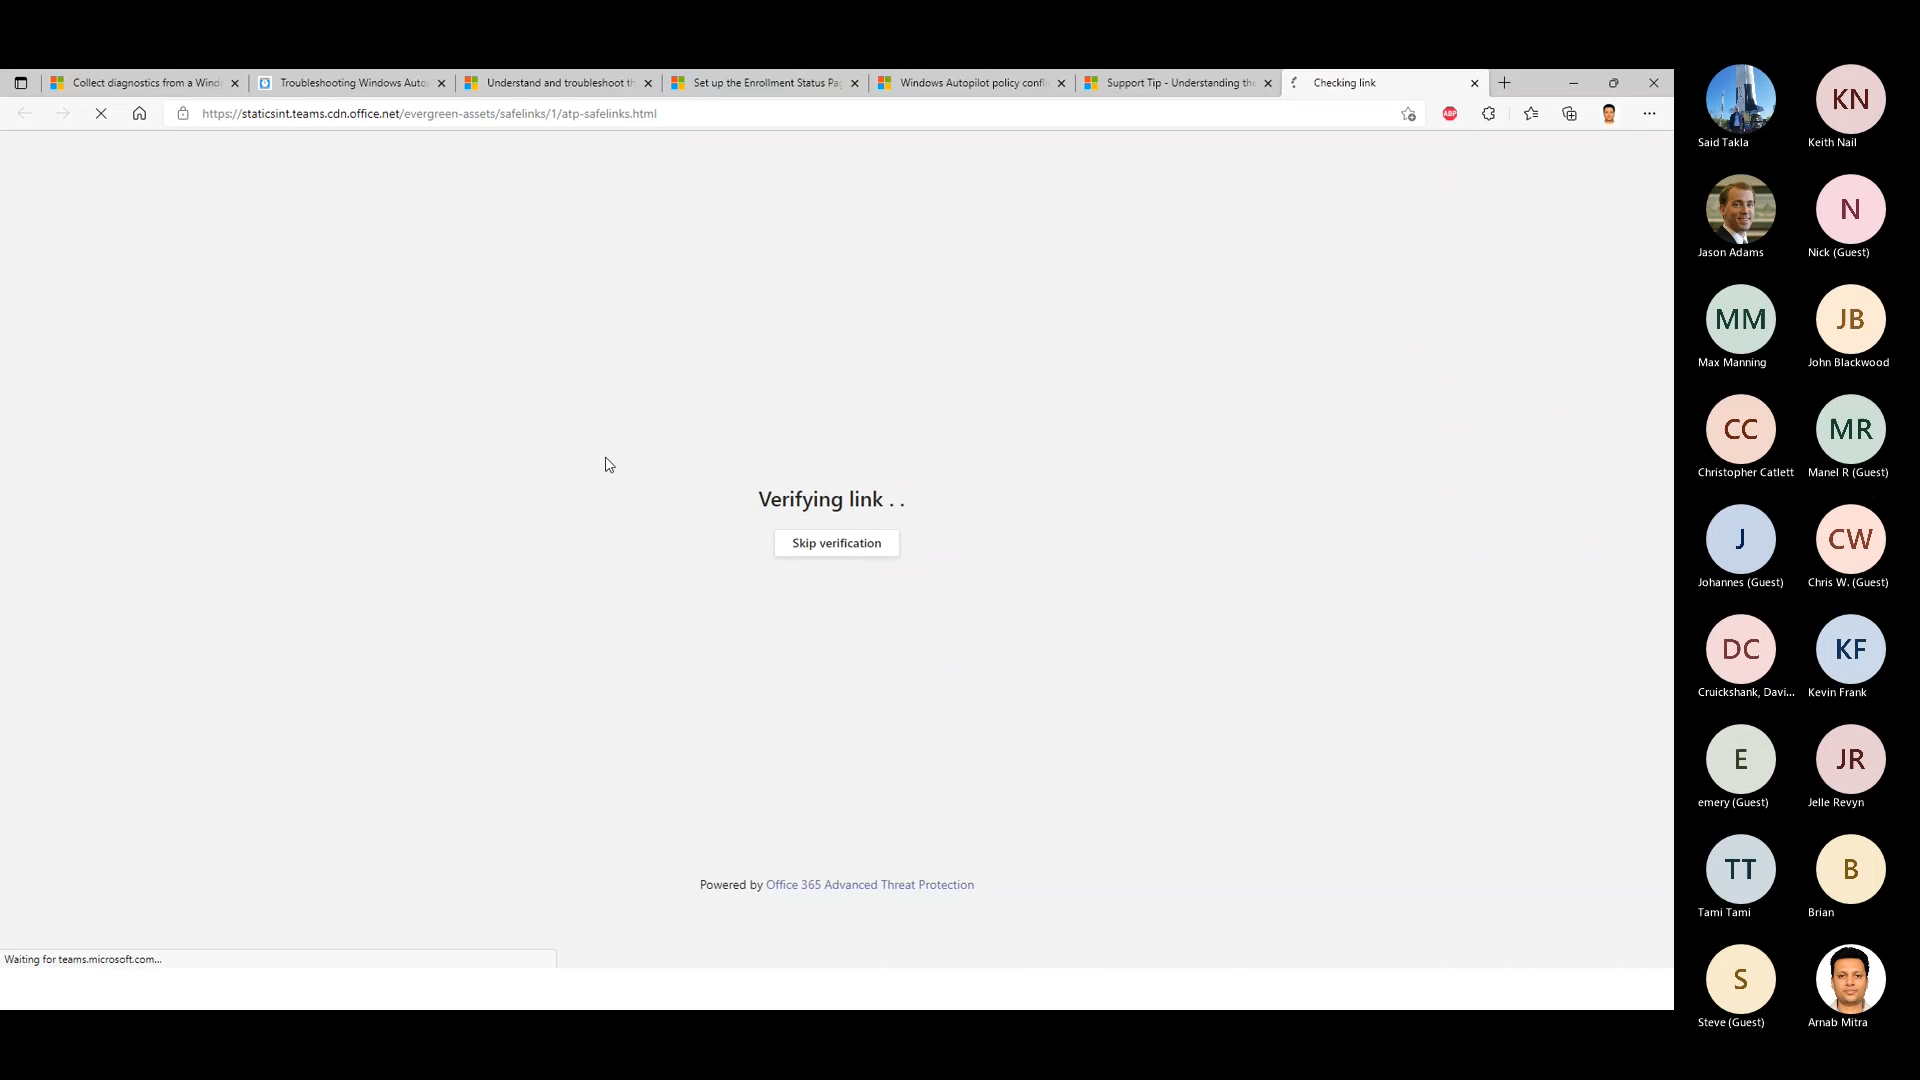 Collect diagnostics from a Wind
Troubleshooting Windows Auto
Understand and troubleshoot th
Set up the Enrollment Status Pag
Windows Autopilot policy confl
Support Tip - Understanding the
Checking link
https://staticsint.teams.cdn.office.net/evergreen-assets/safelinks/1/atp-safelinks.html
ABP
Verifying link . .
Skip verification
Powered by Office 365 Advanced Threat Protection
Waiting for teams.microsoft.com...
Said Takla
KN
Keith Nail
Jason Adams
N
Nick (Guest)
MM
Max Manning
JB
John Blackwood
CC
Christopher Catlett
MR
Manel R (Guest)
J
Johannes (Guest)
CW
Chris W. (Guest)
DC
Cruickshank, Davi...
KF
Kevin Frank
E
emery (Guest)
JR
Jelle Revyn
TT
Tami Tami
B
Brian
S
Steve (Guest)
Arnab Mitra